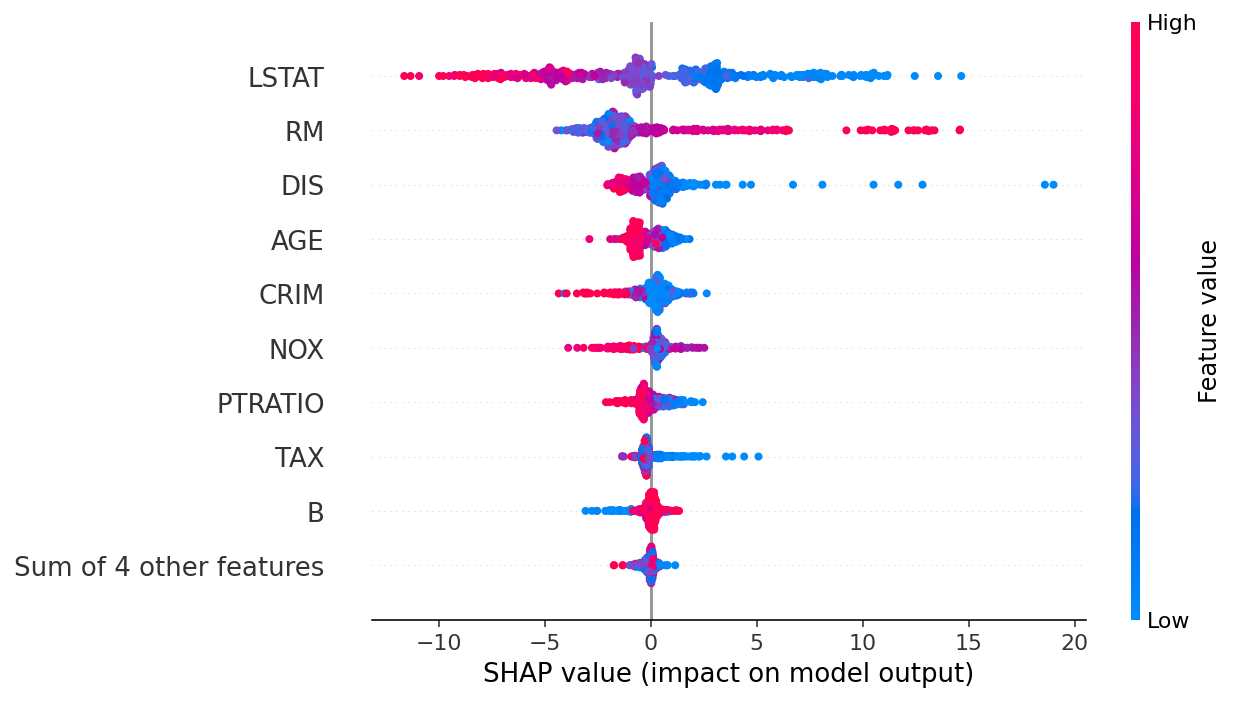 High
LSTAT
RM
DIS
AGE
CRIM
NOX
PTRATIO
TAX
B
Sum of 4 other features
Feature value
Low
−10 −5 0 5 10 15 20
SHAP value (impact on model output)